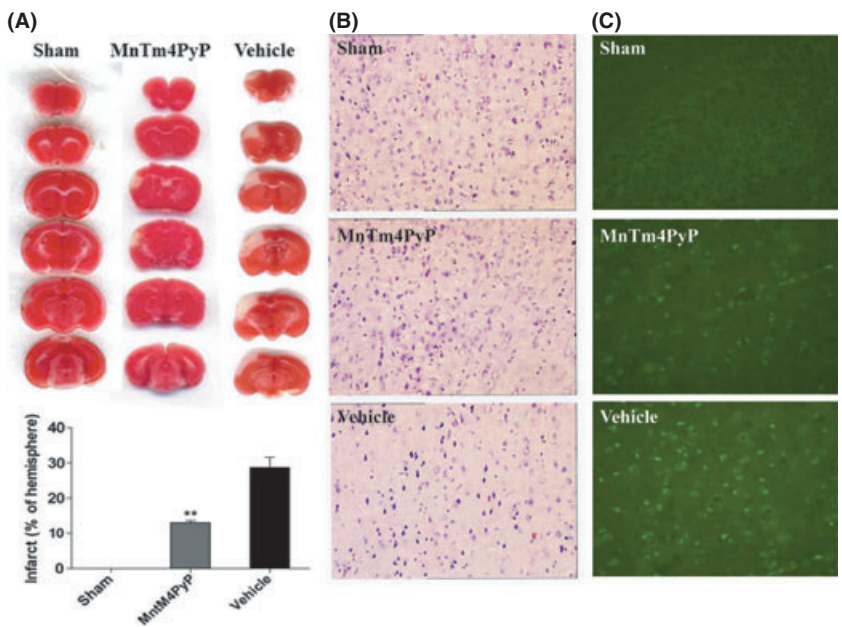 (A)
Sham MnTm4PyP Vehicle
Infarct (% of hemisphere)
40
30
20
10
0
**
Sham
MntM4PyP
Vehicle
(B)
Sham
MnTm4PyP
Vehicle
(C)
Sham
MnTm4PyP
Vehicle